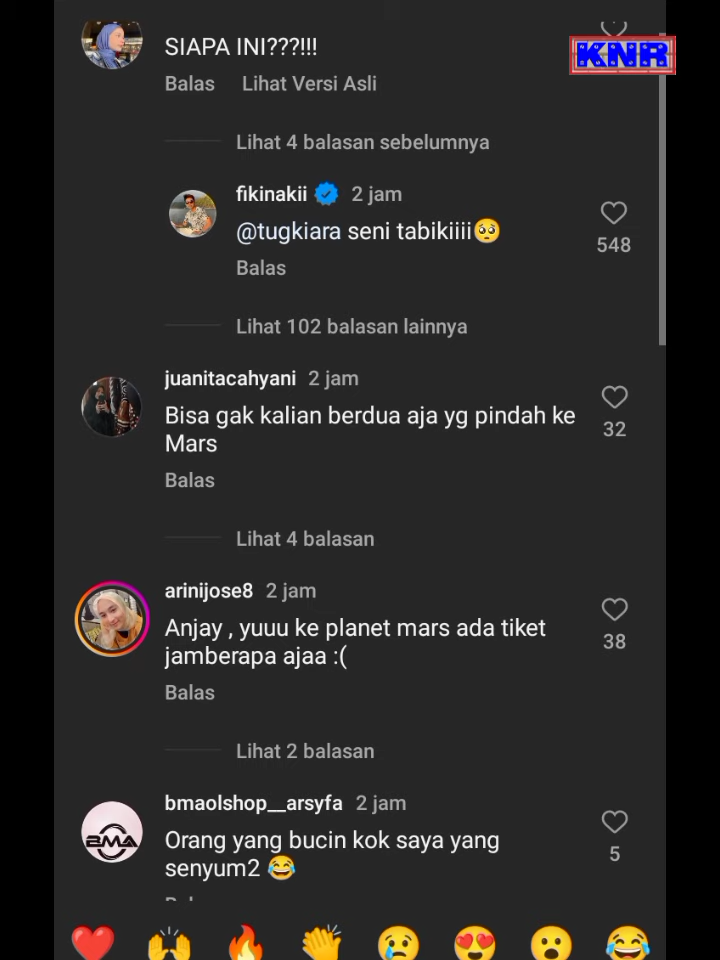 SIAPA INI???!!!
KNR
Balas Lihat Versi Asli
Lihat 4 balasan sebelumnya
fikinakii 2 jam
@tugkiara seni tabikiiii🥺
548
Balas
Lihat 102 balasan lainnya
juanitacahyani 2 jam
Bisa gak kalian berdua aja yg pindah ke
Mars
32
Balas
Lihat 4 balasan
arinijose8 2 jam
Anjay , yuuu ke planet mars ada tiket
jamberapa ajaa :(
38
Balas
Lihat 2 balasan
BMA
bmaolshop__arsyfa 2 jam
Orang yang bucin kok saya yang
senyum2 😂
5